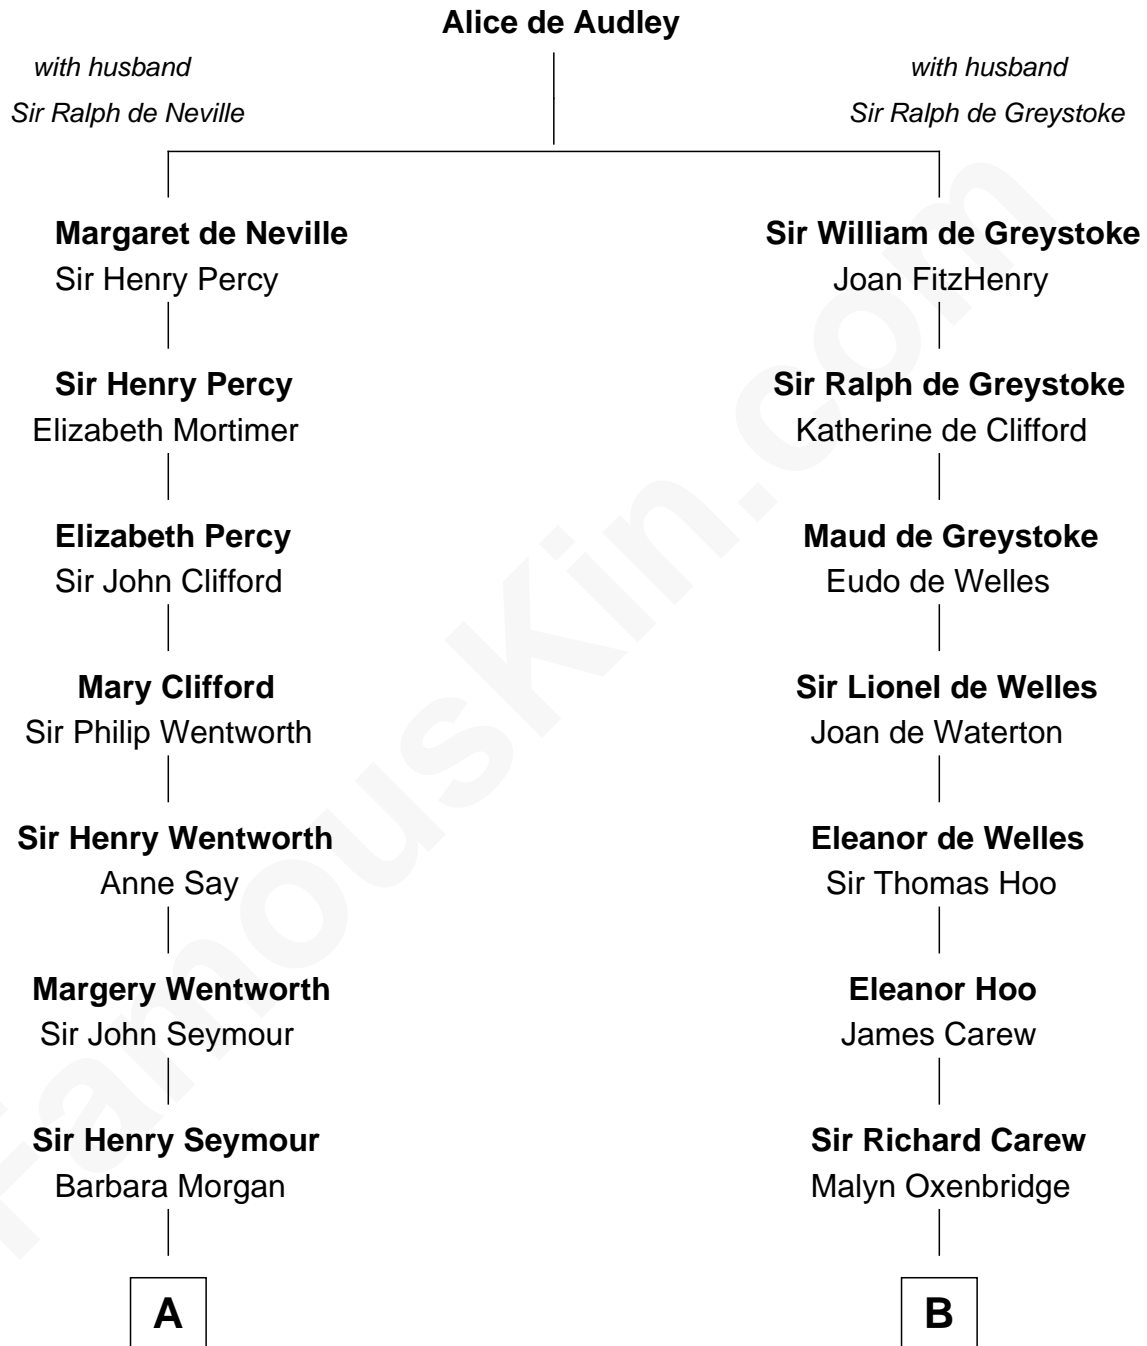 Alice de Audley
with husband
Sir Ralph de Neville
with husband
Sir Ralph de Greystoke
Margaret de Neville
Sir Henry Percy
Sir William de Greystoke
Joan FitzHenry
Sir Henry Percy
Elizabeth Mortimer
Sir Ralph de Greystoke
Katherine de Clifford
Elizabeth Percy
Sir John Clifford
Maud de Greystoke
Eudo de Welles
Mary Clifford
Sir Philip Wentworth
Sir Lionel de Welles
Joan de Waterton
Sir Henry Wentworth
Anne Say
Eleanor de Welles
Sir Thomas Hoo
Margery Wentworth
Sir John Seymour
Eleanor Hoo
James Carew
Sir Henry Seymour
Barbara Morgan
Sir Richard Carew
Malyn Oxenbridge
A
B
FamousKin.com